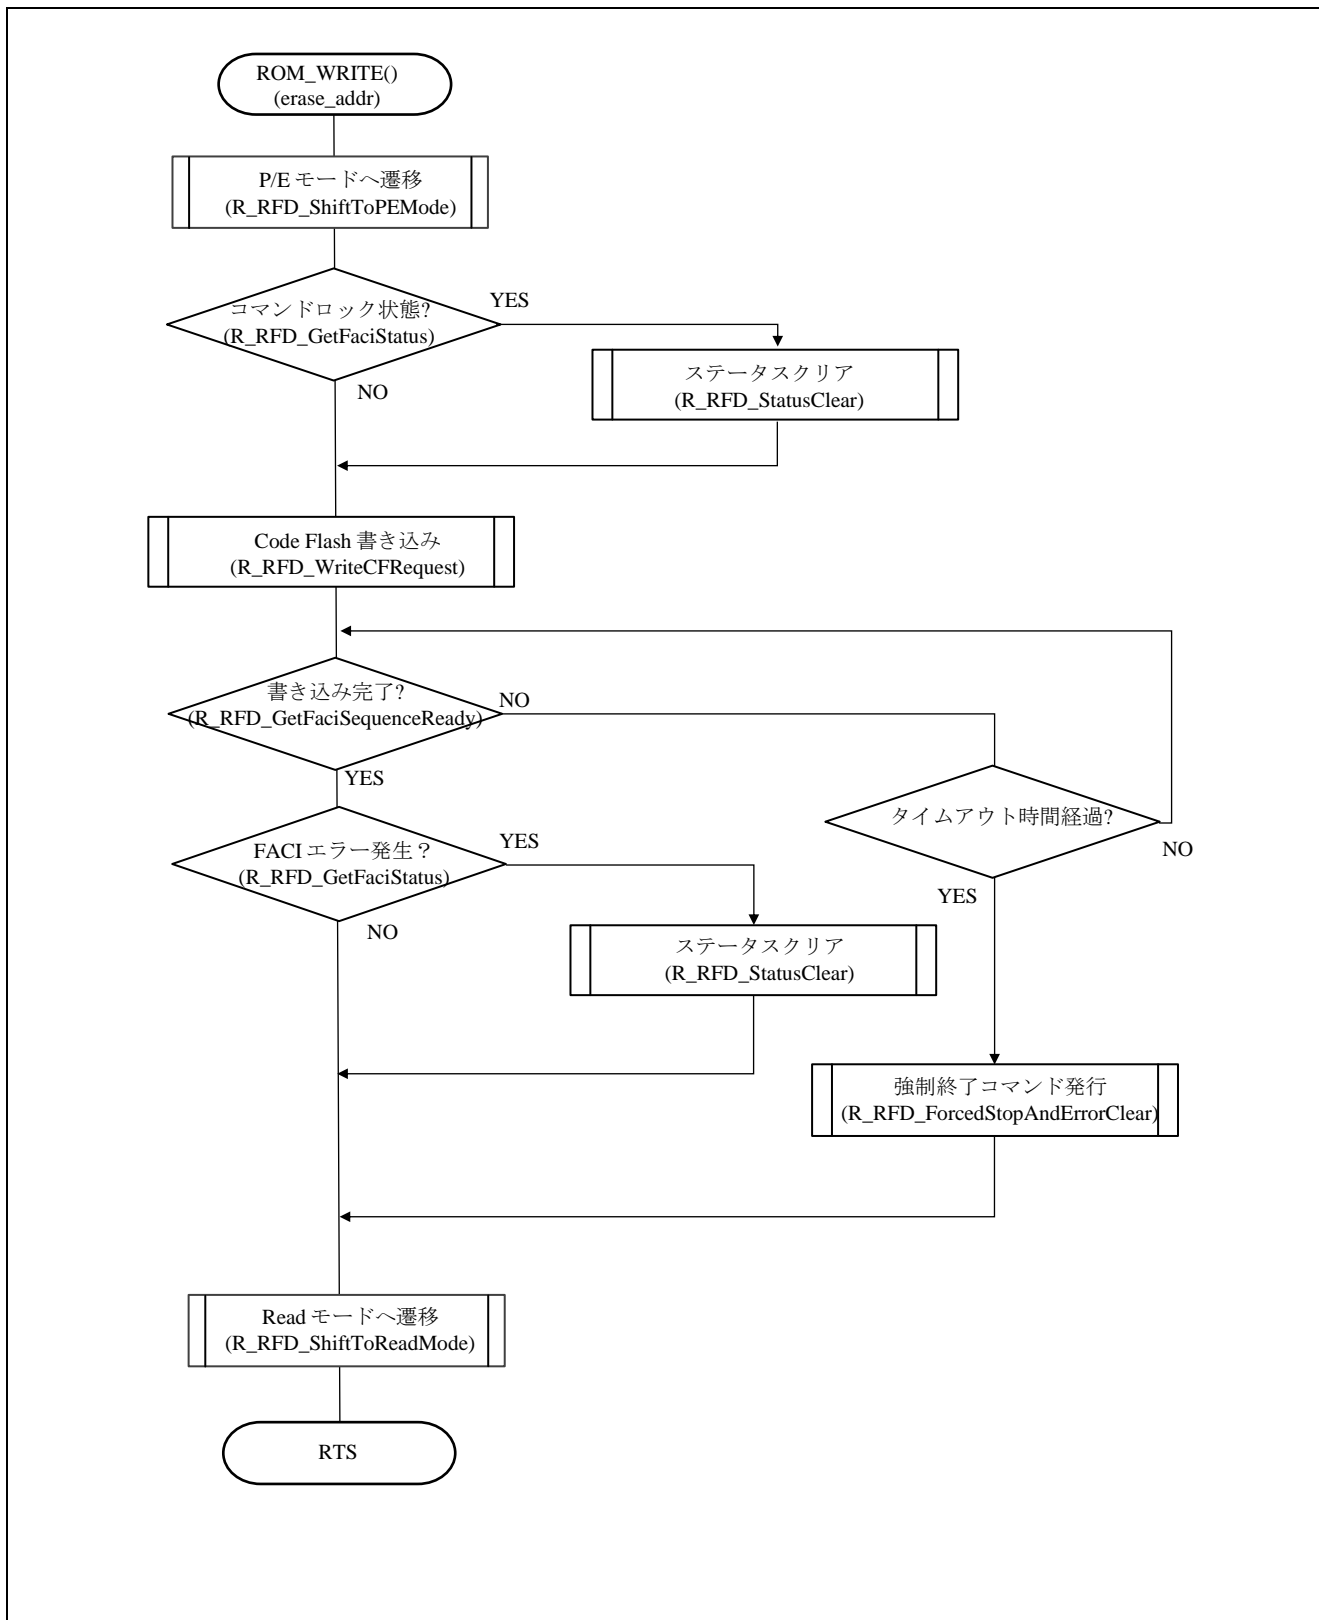 ROM_WRITE()
(erase_addr)
P/E モードへ遷移
(R_RFD_ShiftToPEMode)
コマンドロック状態?
(R_RFD_GetFaciStatus)
YES
NO
ステータスクリア
(R_RFD_StatusClear)
Code Flash 書き込み
(R_RFD_WriteCFRequest)
書き込み完了?
(R_RFD_GetFaciSequenceReady)
NO
YES
タイムアウト時間経過?
NO
YES
FACI エラー発生？
(R_RFD_GetFaciStatus)
YES
NO
ステータスクリア
(R_RFD_StatusClear)
強制終了コマンド発行
(R_RFD_ForcedStopAndErrorClear)
Read モードへ遷移
(R_RFD_ShiftToReadMode)
RTS